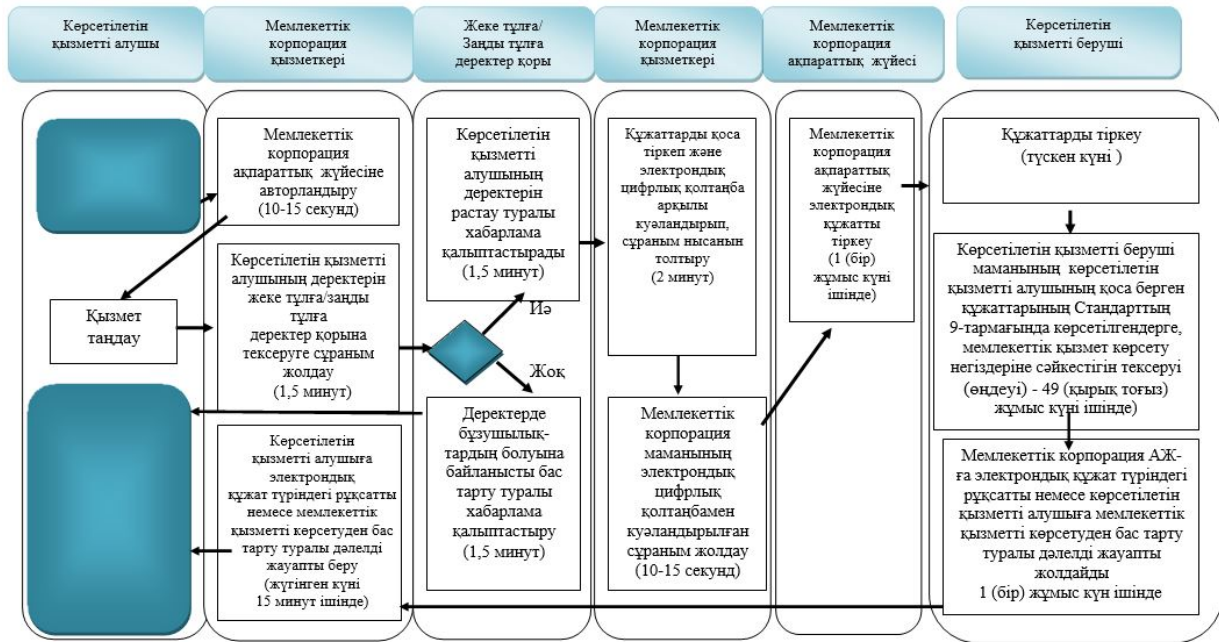 Көрсетілетін
қызметті алушы
Мемлекеттік
корпорация
қызметкері
Жеке тұлға/
Заңды тұлға
деректер қоры
Мемлекеттік
корпорация
қызметкері
Мемлекеттік
корпорация
ақпараттық жүйесі
Көрсетілетін
қызметті беруші
Мемлекеттік
корпорация
ақпараттық жүйесіне
авторландыру
(10-15 секунд)
Қызмет
таңдау
Көрсетілетін қызметті
алушының деректерін
жеке тұлға/заңды
тұлға
деректер қорына
тексеруге сұраным
жолдау
(1,5 минут)
Көрсетілетін
қызметті
алушының
деректерін
растау туралы
хабарлама
қалыптастырады
(1,5 минут)
Иә
Жоқ
Деректерде
бұзушылық-
тардың болуына
байланысты бас
тарту туралы
хабарлама
қалыптастыру
(1,5 минут)
Құжаттарды қоса
тіркеп және
электрондық
цифрлық қолтаңба
арқылы
куәландырып,
сұраным нысанын
толтыру
(2 минут)
Мемлекеттік
корпорация
маманының
электрондық
цифрлық
қолтаңбамен
куәландырылған
сұраным жолдау
(10-15 секунд)
Мемлекеттік
корпорация
ақпараттық
жүйесіне
электрондық
құжатты
тіркеу
(1 (бір)
жұмыс күні
ішінде)
Құжаттарды тіркеу
(түскен күні )
Көрсетілетін қызметті беруші
маманының көрсетілетін
қызметті алушының қоса берген
құжаттарының Стандарттың
9-тармағында көрсетілгендерге,
мемлекеттік қызмет көрсету
негіздеріне сәйкестігін тексеруі
(өңдеуі) - 49 (қырық тоғыз)
жұмыс күні ішінде)
Мемлекеттік корпорация АЖ-
ға электрондық құжат түріндегі
рұқсатты немесе көрсетілетін
қызметті алушыға мемлекеттік
қызметті көрсетуден бас тарту
туралы дәлелді жауапты
жолдайды
1 (бір) жұмыс күн ішінде
Көрсетілетін
қызметті алушыға
электрондық
құжат түріндегі рұқсатты
немесе мемлекеттік
қызметті көрсетуден бас
тарту туралы дәлелді
жауапты беру
(жүгінген күні
15 минут ішінде)